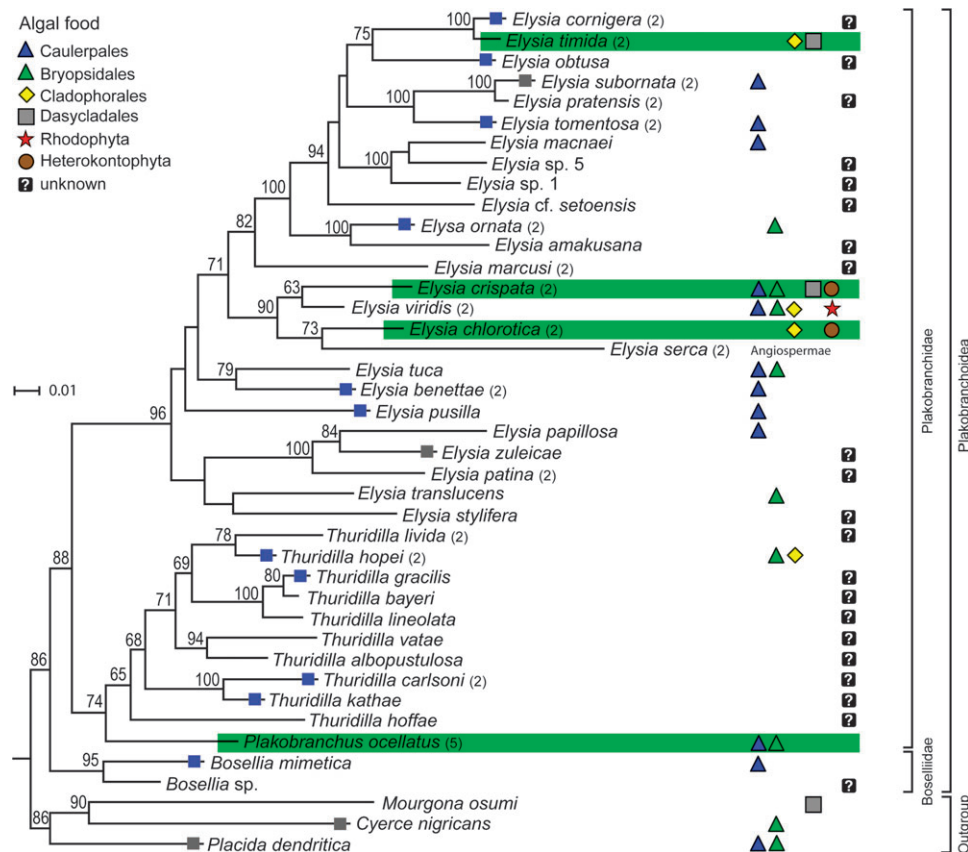 Algal food
Caulerpales
Bryopsidales
Cladophorales
Dasycladales
Rhodophyta
Heterokontophyta
? unknown
0.01
100 Elysia cornigera (2) ?
75 Elysia timida (2)
Elysia obtusa ?
100 Elysia subornata (2)
100 Elysia pratensis (2) ?
Elysia tomentosa (2)
94 Elysia macnaei
100 Elysia sp. 5 ?
Elysia sp. 1 ?
100 Elysia cf. setoensis ?
82 100 Elysa ornata (2)
Elysia amakusana ?
71 Elysia marcusi (2) ?
63 Elysia crispata (2)
90 Elysia viridis (2)
73 Elysia chlorotica (2)
Elysia serca (2) Angiospermae
79 Elysia tuca
Elysia benettae (2)
96 Elysia pusilla
84 Elysia papillosa
100 Elysia zuleicae ?
Elysia patina (2) ?
Elysia translucens
Elysia stylifera ?
88 78 Thuridilla livida (2) ?
69 Thuridilla hopei (2)
80 Thuridilla gracilis ?
71 100 Thuridilla bayeri ?
Thuridilla lineolata ?
68 94 Thuridilla vatae ?
Thuridilla albopustulosa ?
86 65 100 Thuridilla carlsoni (2) ?
74 Thuridilla kathae ?
Thuridilla hoffae ?
Plakobranchus ocellatus (5)
95 Bosellia mimetica
Bosellia sp. ?
90 Mourgona osumi
86 Cyerce nigricans
Placida dendritica
Plakobranchidae
Boselliidae
Plakobranchoidea
Outgroup